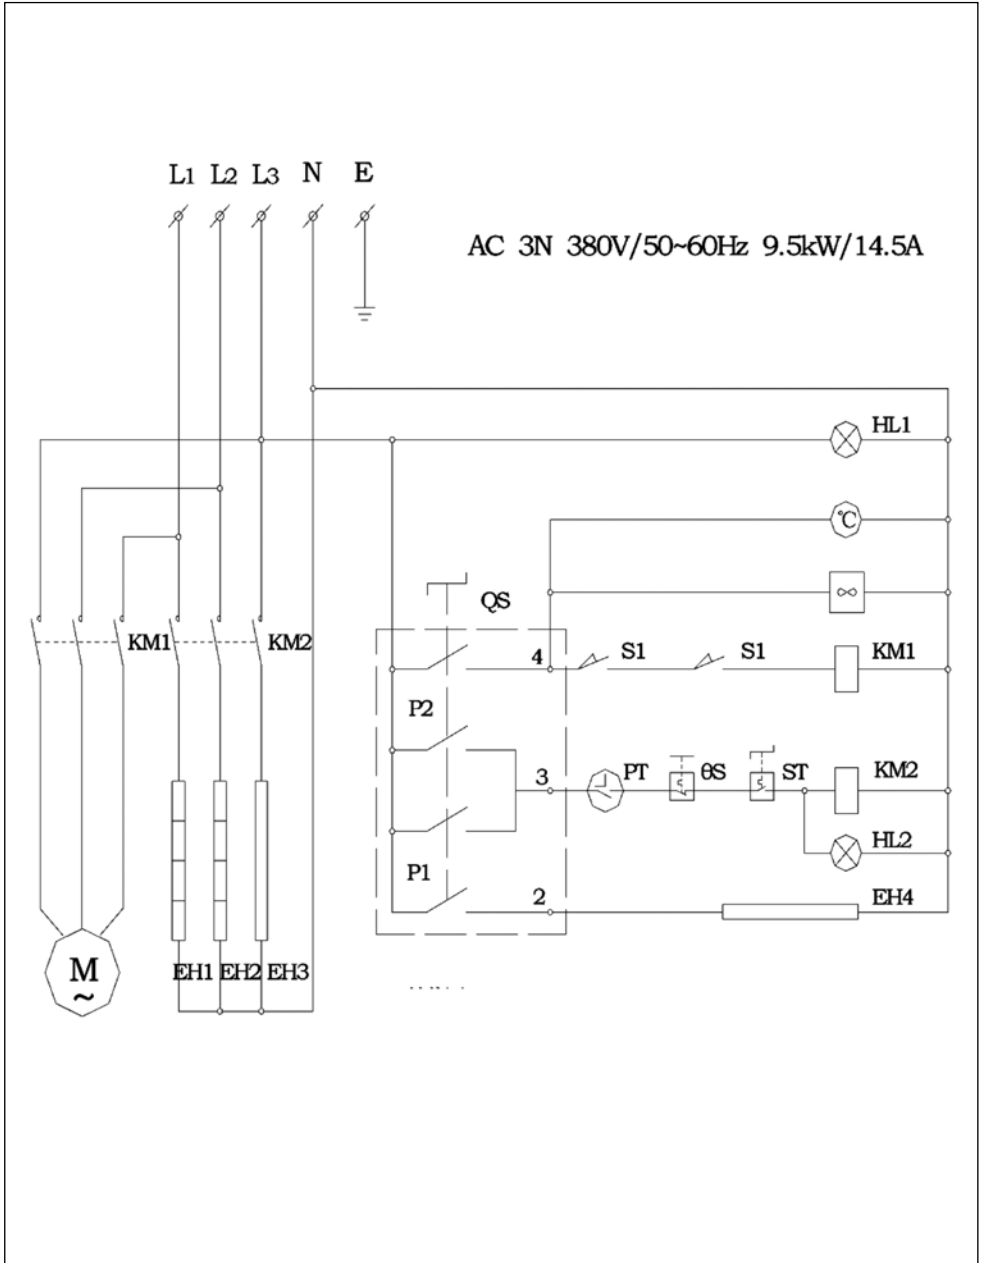 L1 L2 L3 N E
AC 3N 380V/50~60Hz 9.5kW/14.5A
HL1
℃
QS
KM1 KM2
4 S1 S1 KM1
P2
3 PT θS ST KM2
HL2
P1
2 EH4
M
~
EH1 EH2 EH3